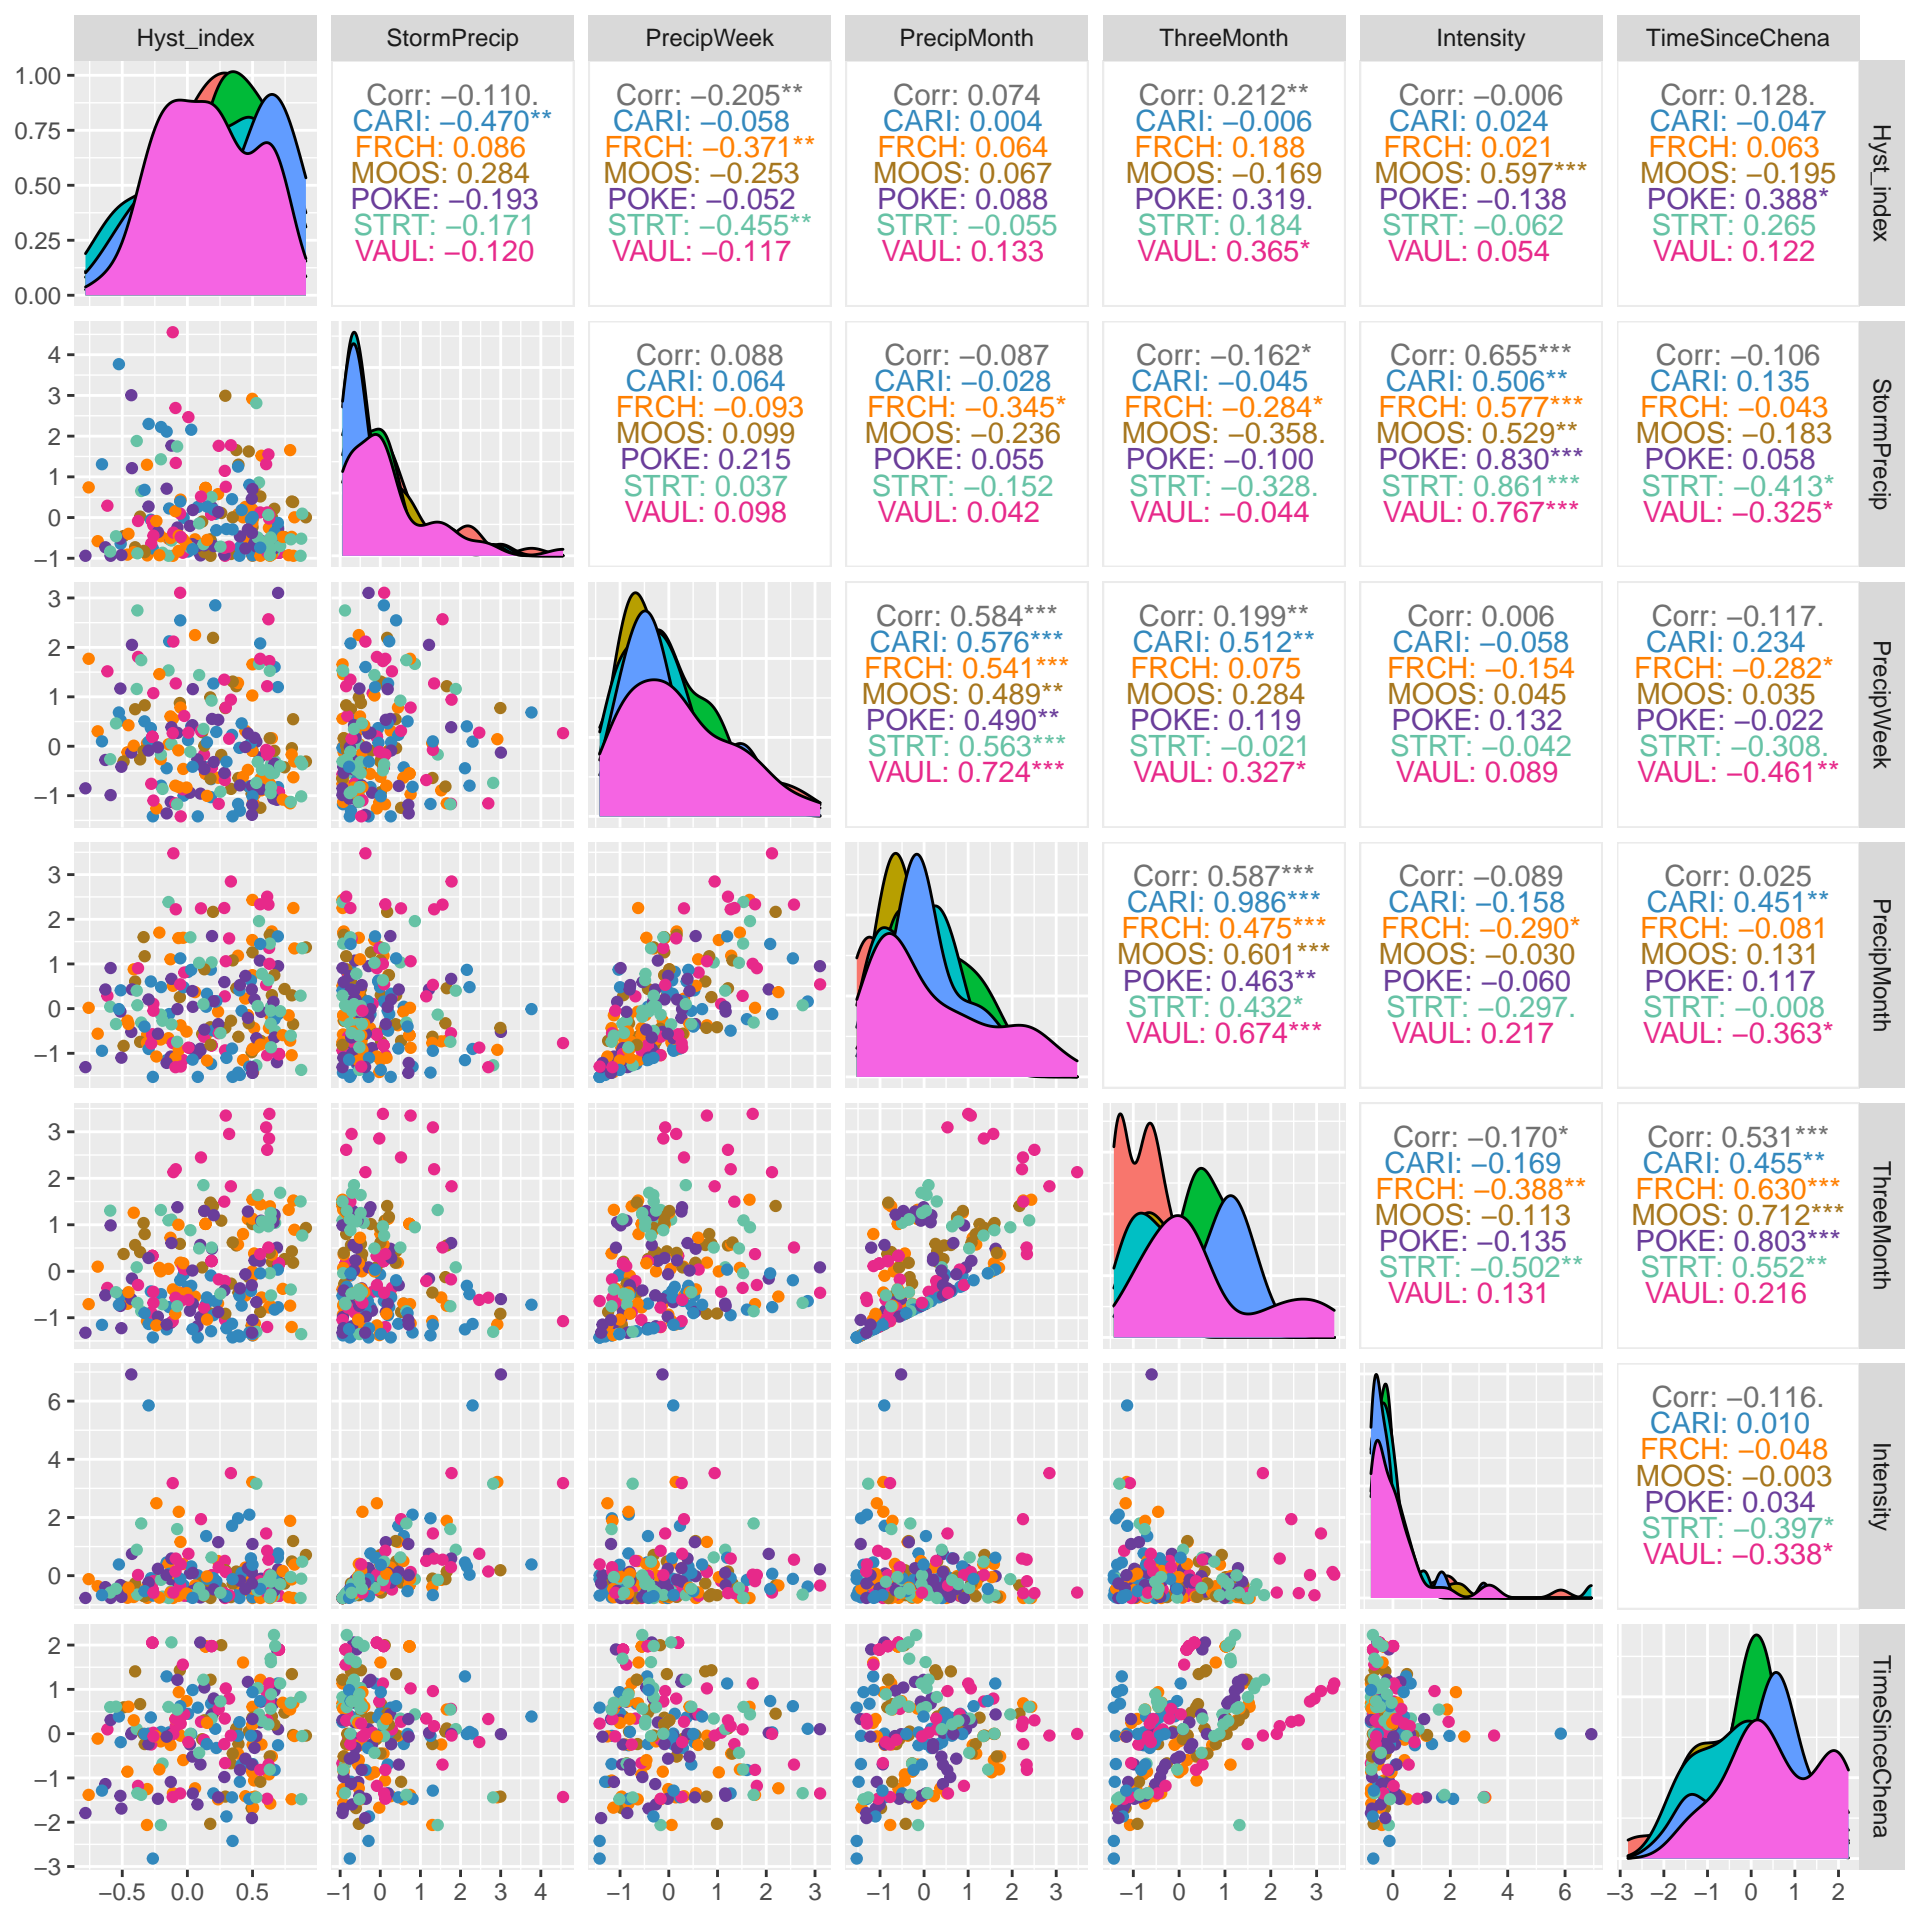 Hyst_index StormPrecip PrecipWeek PrecipMonth ThreeMonth Intensity TimeSinceChena
1.00
0.75
0.50
0.25
0.00
Corr: −0.110. Corr: −0.205** Corr: 0.074 Corr: 0.212** Corr: −0.006 Corr: 0.128.
CARI: −0.470** CARI: −0.058 CARI: 0.004 CARI: −0.006 CARI: 0.024 CARI: −0.047
FRCH: 0.086 FRCH: −0.371** FRCH: 0.064 FRCH: 0.188 FRCH: 0.021 FRCH: 0.063
MOOS: 0.284 MOOS: −0.253 MOOS: 0.067 MOOS: −0.169 MOOS: 0.597*** MOOS: −0.195
POKE: −0.193 POKE: −0.052 POKE: 0.088 POKE: 0.319. POKE: −0.138 POKE: 0.388*
STRT: −0.171 STRT: −0.455** STRT: −0.055 STRT: 0.184 STRT: −0.062 STRT: 0.265
VAUL: −0.120 VAUL: −0.117 VAUL: 0.133 VAUL: 0.365* VAUL: 0.054 VAUL: 0.122
Hyst_index
4
3
2
1
0
−1
Corr: 0.088 Corr: −0.087 Corr: −0.162* Corr: 0.655*** Corr: −0.106
CARI: 0.064 CARI: −0.028 CARI: −0.045 CARI: 0.506** CARI: 0.135
FRCH: −0.093 FRCH: −0.345* FRCH: −0.284* FRCH: 0.577*** FRCH: −0.043
MOOS: 0.099 MOOS: −0.236 MOOS: −0.358. MOOS: 0.529** MOOS: −0.183
POKE: 0.215 POKE: 0.055 POKE: −0.100 POKE: 0.830*** POKE: 0.058
STRT: 0.037 STRT: −0.152 STRT: −0.328. STRT: 0.861*** STRT: −0.413*
VAUL: 0.098 VAUL: 0.042 VAUL: −0.044 VAUL: 0.767*** VAUL: −0.325*
StormPrecip
3
2
1
0
−1
Corr: 0.584*** Corr: 0.199** Corr: 0.006 Corr: −0.117.
CARI: 0.576*** CARI: 0.512** CARI: −0.058 CARI: 0.234
FRCH: 0.541*** FRCH: 0.075 FRCH: −0.154 FRCH: −0.282*
MOOS: 0.489** MOOS: 0.284 MOOS: 0.045 MOOS: 0.035
POKE: 0.490** POKE: 0.119 POKE: 0.132 POKE: −0.022
STRT: 0.563*** STRT: −0.021 STRT: −0.042 STRT: −0.308.
VAUL: 0.724*** VAUL: 0.327* VAUL: 0.089 VAUL: −0.461**
PrecipWeek
3
2
1
0
−1
Corr: 0.587*** Corr: −0.089 Corr: 0.025
CARI: 0.986*** CARI: −0.158 CARI: 0.451**
FRCH: 0.475*** FRCH: −0.290* FRCH: −0.081
MOOS: 0.601*** MOOS: −0.030 MOOS: 0.131
POKE: 0.463** POKE: −0.060 POKE: 0.117
STRT: 0.432* STRT: −0.297. STRT: −0.008
VAUL: 0.674*** VAUL: 0.217 VAUL: −0.363*
PrecipMonth
3
2
1
0
−1
Corr: −0.170* Corr: 0.531***
CARI: −0.169 CARI: 0.455**
FRCH: −0.388** FRCH: 0.630***
MOOS: −0.113 MOOS: 0.712***
POKE: −0.135 POKE: 0.803***
STRT: −0.502** STRT: 0.552**
VAUL: 0.131 VAUL: 0.216
ThreeMonth
6
4
2
0
Corr: −0.116.
CARI: 0.010
FRCH: −0.048
MOOS: −0.003
POKE: 0.034
STRT: −0.397*
VAUL: −0.338*
Intensity
2
1
0
−1
−2
−3
TimeSinceChena
−0.5 0.0 0.5 −1 0 1 2 3 4 −1 0 1 2 3 −1 0 1 2 3 −1 0 1 2 3 0 2 4 6 −3 −2 −1 0 1 2